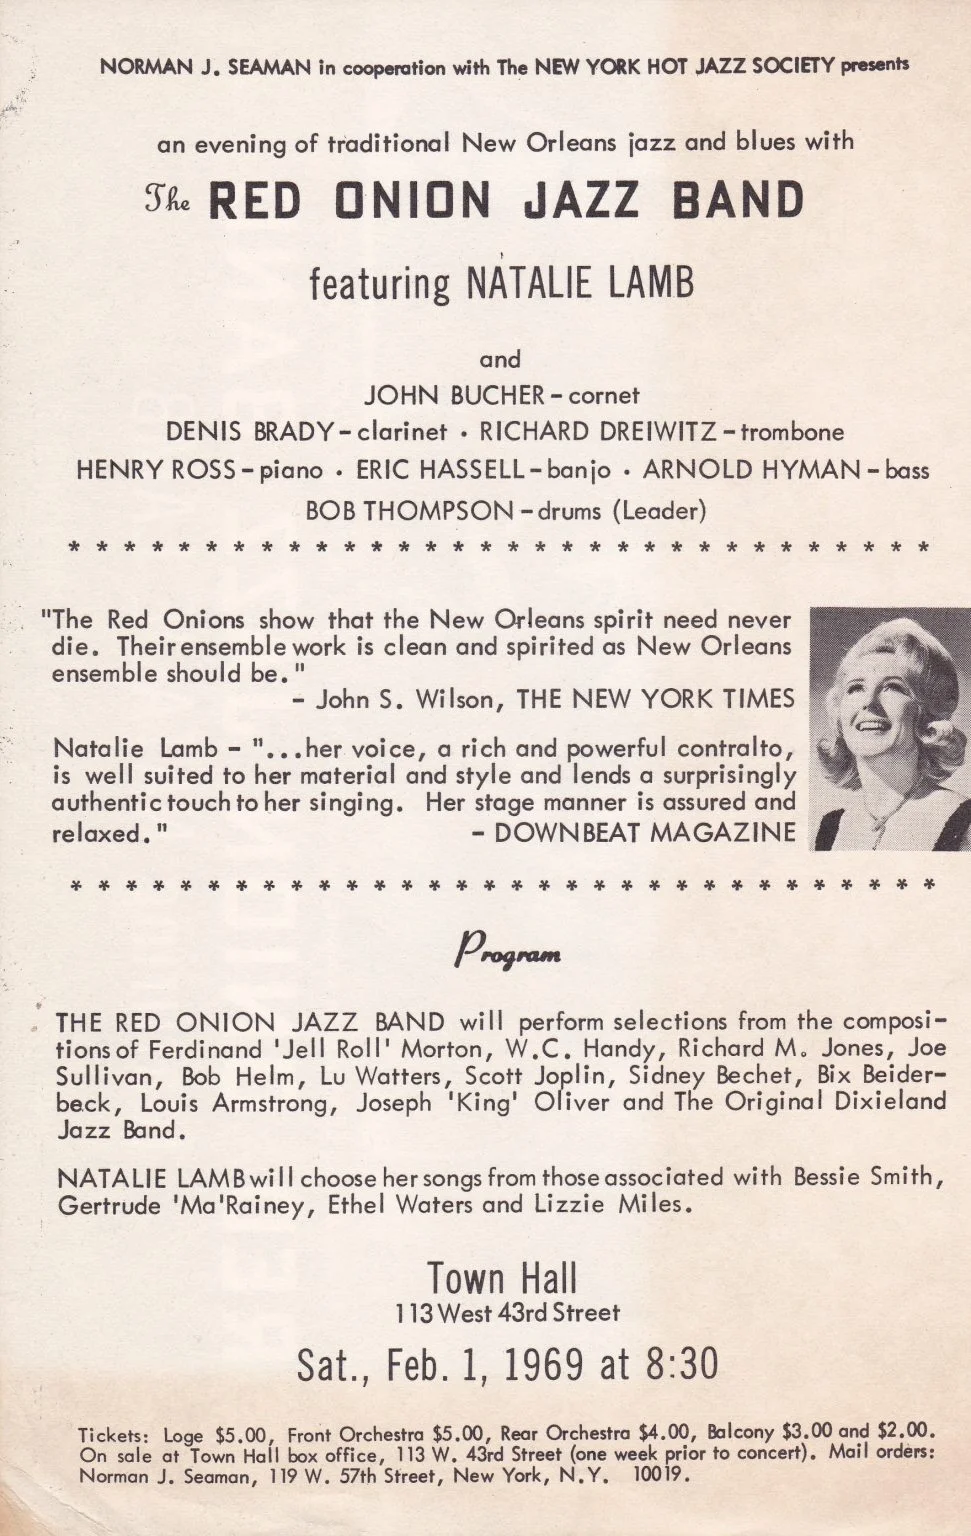 NORMAN J. SEAMAN in cooperation with The NEW YORK HOT JAZZ SOCIETY presents
an evening of traditional New Orleans jazz and blues with
The RED ONION JAZZ BAND
featuring NATALIE LAMB
and
JOHN BUCHER - cornet
DENIS BRADY - clarinet • RICHARD DREIWITZ - trombone
HENRY ROSS - piano • ERIC HASSELL - banjo • ARNOLD HYMAN - bass
BOB THOMPSON - drums (Leader)
* * * * * * * * * * * * * * * * * * * * * * * * * * * * * * * *
"The Red Onions show that the New Orleans spirit need never
die. Their ensemble work is clean and spirited as New Orleans
ensemble should be."
- John S. Wilson, THE NEW YORK TIMES
Natalie Lamb - "...her voice, a rich and powerful contralto,
is well suited to her material and style and lends a surprisingly
authentic touch to her singing. Her stage manner is assured and
relaxed." - DOWNBEAT MAGAZINE
* * * * * * * * * * * * * * * * * * * * * * * * * * * * * * * *
Program
THE RED ONION JAZZ BAND will perform selections from the composi-
tions of Ferdinand 'Jell Roll' Morton, W.C. Handy, Richard M. Jones, Joe
Sullivan, Bob Helm, Lu Watters, Scott Joplin, Sidney Bechet, Bix Beider-
beck, Louis Armstrong, Joseph 'King' Oliver and The Original Dixieland
Jazz Band.
NATALIE LAMB will choose her songs from those associated with Bessie Smith,
Gertrude 'Ma' Rainey, Ethel Waters and Lizzie Miles.
Town Hall
113 West 43rd Street
Sat., Feb. 1, 1969 at 8:30
Tickets: Loge $5.00, Front Orchestra $5.00, Rear Orchestra $4.00, Balcony $3.00 and $2.00.
On sale at Town Hall box office, 113 W. 43rd Street (one week prior to concert). Mail orders:
Norman J. Seaman, 119 W. 57th Street, New York, N.Y. 10019.